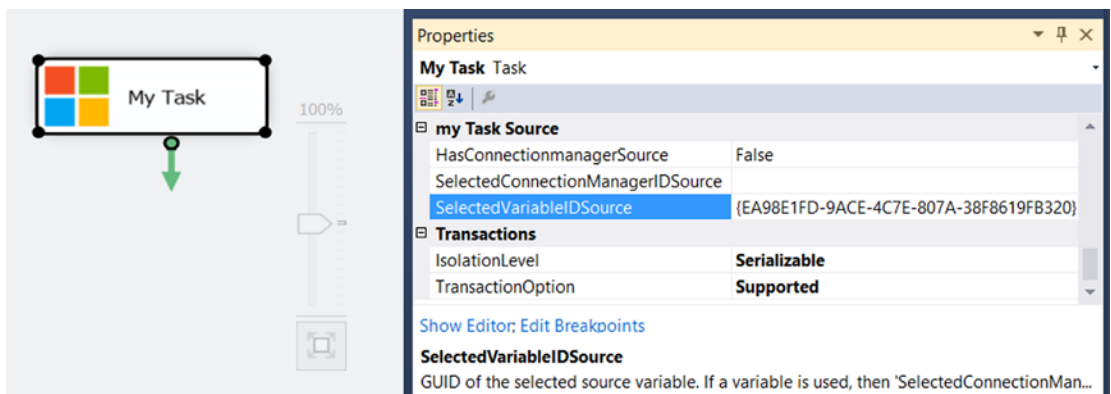 My Task
100%
Properties
My Task Task
my Task Source
HasConnectionmanagerSource False
SelectedConnectionManagerIDSource
SelectedVariableIDSource {EA98E1FD-9ACE-4C7E-807A-38F8619FB320}
Transactions
IsolationLevel Serializable
TransactionOption Supported
Show Editor; Edit Breakpoints
SelectedVariableIDSource
GUID of the selected source variable. If a variable is used, then 'SelectedConnectionMan...